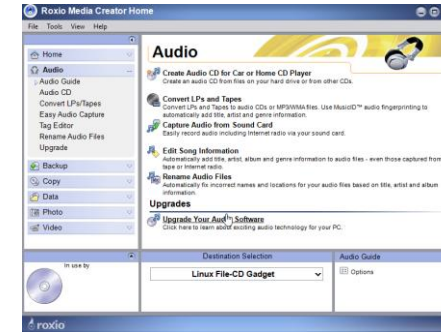 Roxio Media Creator Home
File Tools View Help
Home
Audio
Audio Guide
Audio CD
Convert LPs/Tapes
Easy Audio Capture
Tag Editor
Rename Audio Files
Upgrade
Backup
Copy
Data
Photo
Video
Audio
Create Audio CD for Car or Home CD Player
Create an audio CD from files on your hard drive or from other CDs.
Convert LPs and Tapes
Convert LPs and Tapes to audio CDs or MP3/WMA files. Use MusicID™ audio fingerprinting to
automatically add title, artist and genre information.
Capture Audio from Sound Card
Easily record audio including Internet radio via your sound card.
Edit Song Information
Automatically add title, artist, album and genre information to audio files - even those captured from
tape or Internet radio.
Rename Audio Files
Automatically fix incorrect names and locations for your audio files based on title, artist and album
information.
Upgrades
Upgrade Your Audio Software
Click here to learn about exciting audio technology for your PC.
In use by
Destination Selection
Linux File-CD Gadget
Audio Guide
Options
roxio